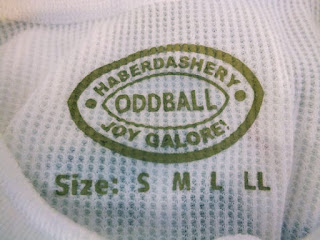 HABERDASHERY
ODDBALL
JOY GALORE!
Size: S M L LL